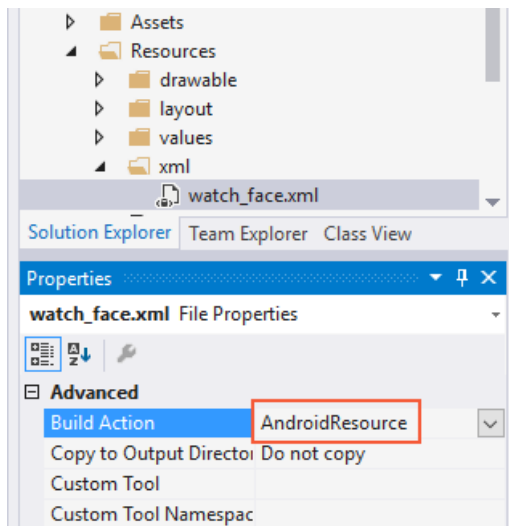 Assets
Resources
drawable
layout
values
xml
watch_face.xml
Solution Explorer Team Explorer Class View
Properties
watch_face.xml File Properties
Advanced
Build Action AndroidResource
Copy to Output Director Do not copy
Custom Tool
Custom Tool Namespac